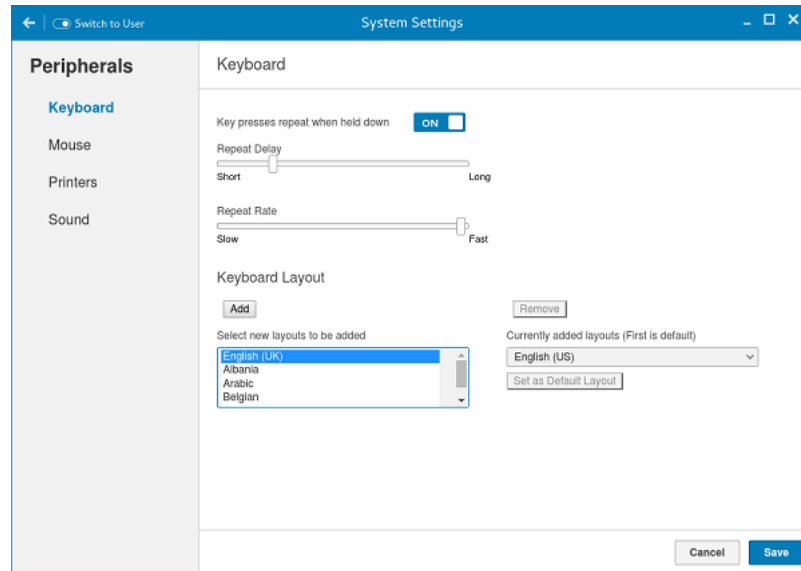 Switch to User
System Settings
Peripherals
Keyboard
Mouse
Printers
Sound
Keyboard
Key presses repeat when held down ON
Repeat Delay
Short Long
Repeat Rate
Slow Fast
Keyboard Layout
Add
Remove
Select new layouts to be added
Currently added layouts (First is default)
English (UK)
Albania
Arabic
Belgian
English (US)
Set as Default Layout
Cancel
Save